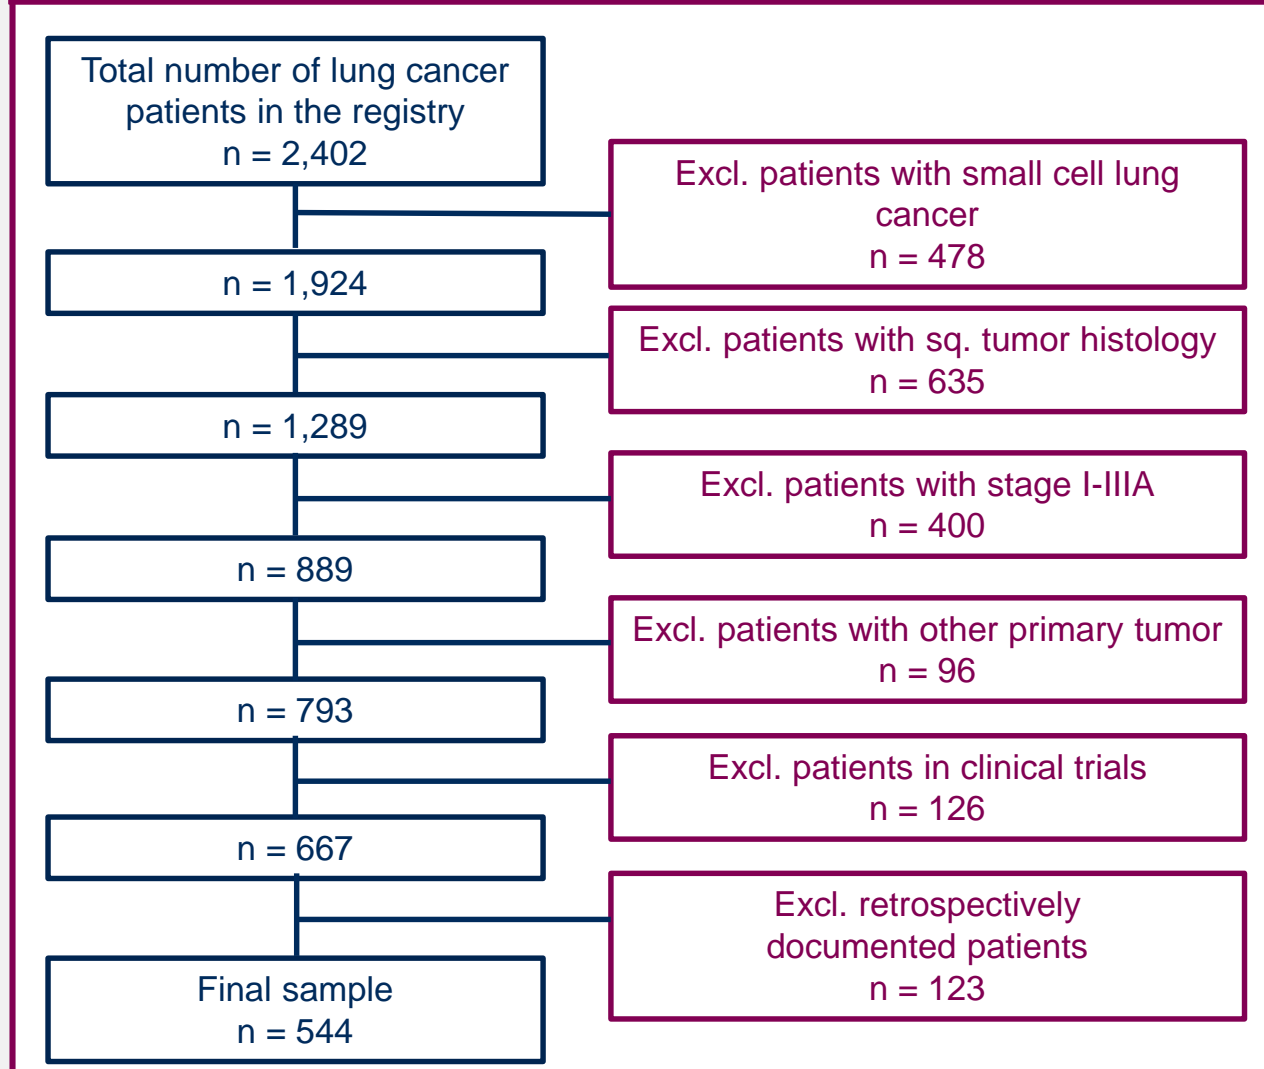 Total number of lung cancer
patients in the registry
n = 2,402
Excl. patients with small cell lung
cancer
n = 478
n = 1,924
Excl. patients with sq. tumor histology
n = 635
n = 1,289
Excl. patients with stage I-IIIA
n = 400
n = 889
Excl. patients with other primary tumor
n = 96
n = 793
Excl. patients in clinical trials
n = 126
n = 667
Excl. retrospectively
documented patients
n = 123
Final sample
n = 544